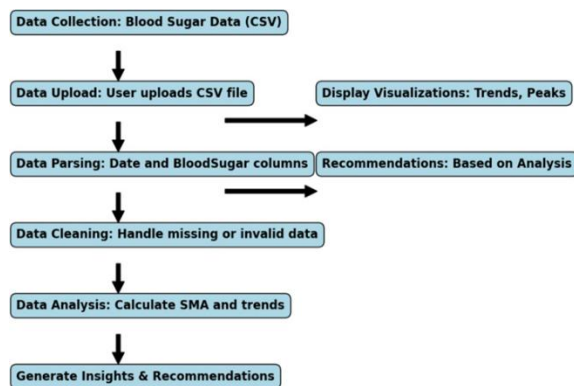 Data Collection: Blood Sugar Data (CSV)
Data Upload: User uploads CSV file
Display Visualizations: Trends, Peaks
Data Parsing: Date and BloodSugar columns
Recommendations: Based on Analysis
Data Cleaning: Handle missing or invalid data
Data Analysis: Calculate SMA and trends
Generate Insights & Recommendations